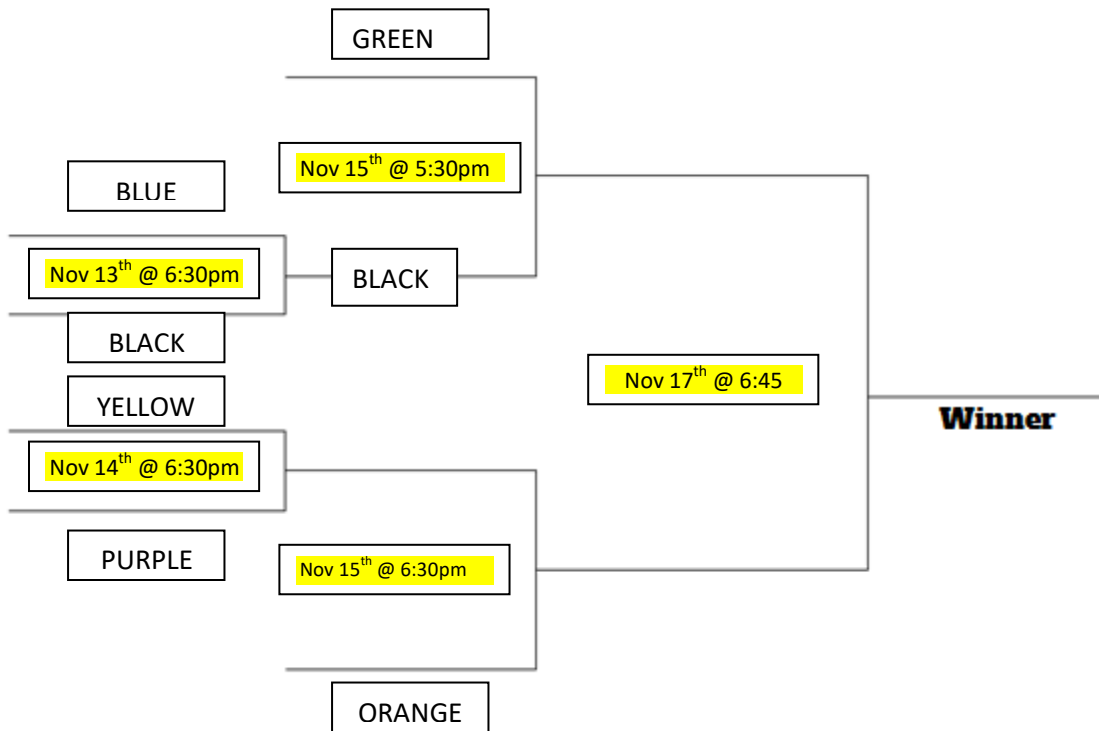 GREEN
Nov 15th @ 5:30pm
BLUE
Nov 13th @ 6:30pm
BLACK
BLACK
YELLOW
Nov 17th @ 6:45
Winner
Nov 14th @ 6:30pm
PURPLE
Nov 15th @ 6:30pm
ORANGE